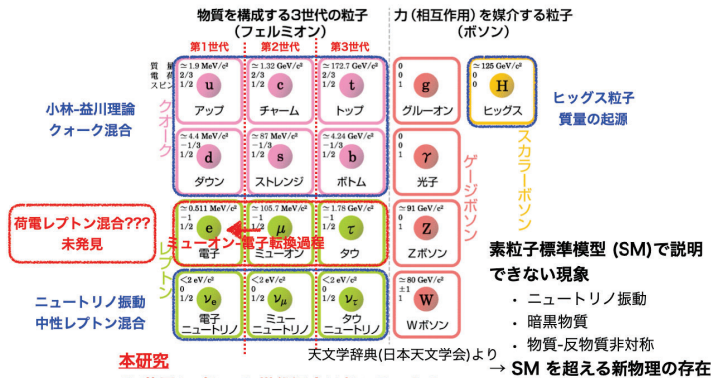 物質を構成する3世代の粒子
(フェルミオン)
力(相互作用)を媒介する粒子
(ボソン)
第1世代
第2世代
第3世代
質量
電荷
スピン
≃1.9 MeV/c²
2/3
1/2
u
アップ
≃1.32 GeV/c²
2/3
1/2
c
チャーム
≃172.7 GeV/c²
2/3
1/2
t
トップ
0
0
1
g
グルーオン
≃125 GeV/c²
0
0
H
ヒッグス
小林-益川理論
クォーク混合
クオーク
ヒッグス粒子
質量の起源
スカラーボソン
≃4.4 MeV/c²
−1/3
1/2
d
ダウン
≃87 MeV/c²
−1/3
1/2
s
ストレンジ
≃4.24 GeV/c²
−1/3
1/2
b
ボトム
0
0
1
γ
光子
ゲージボソン
荷電レプトン混合???
未発見
≃0.511 MeV/c²
−1
1/2
e
電子
≃105.7 MeV/c²
−1
1/2
μ
ミューオン
≃1.78 GeV/c²
−1
1/2
τ
タウ
ミューオン-電子転換過程
≃91 GeV/c²
0
1
Z
Zボソン
レプトン
ニュートリノ振動
中性レプトン混合
<2 eV/c²
0
1/2
νe
電子
ニュートリノ
<2 eV/c²
0
1/2
νμ
ミュー
ニュートリノ
<2 eV/c²
0
1/2
ντ
タウ
ニュートリノ
≃80 GeV/c²
±1
1
W
Wボソン
素粒子標準模型 (SM)で説明
できない現象
・ ニュートリノ振動
・ 暗黒物質
・ 物質-反物質非対称
→ SM を超える新物理の存在
天文学辞典(日本天文学会)より
本研究